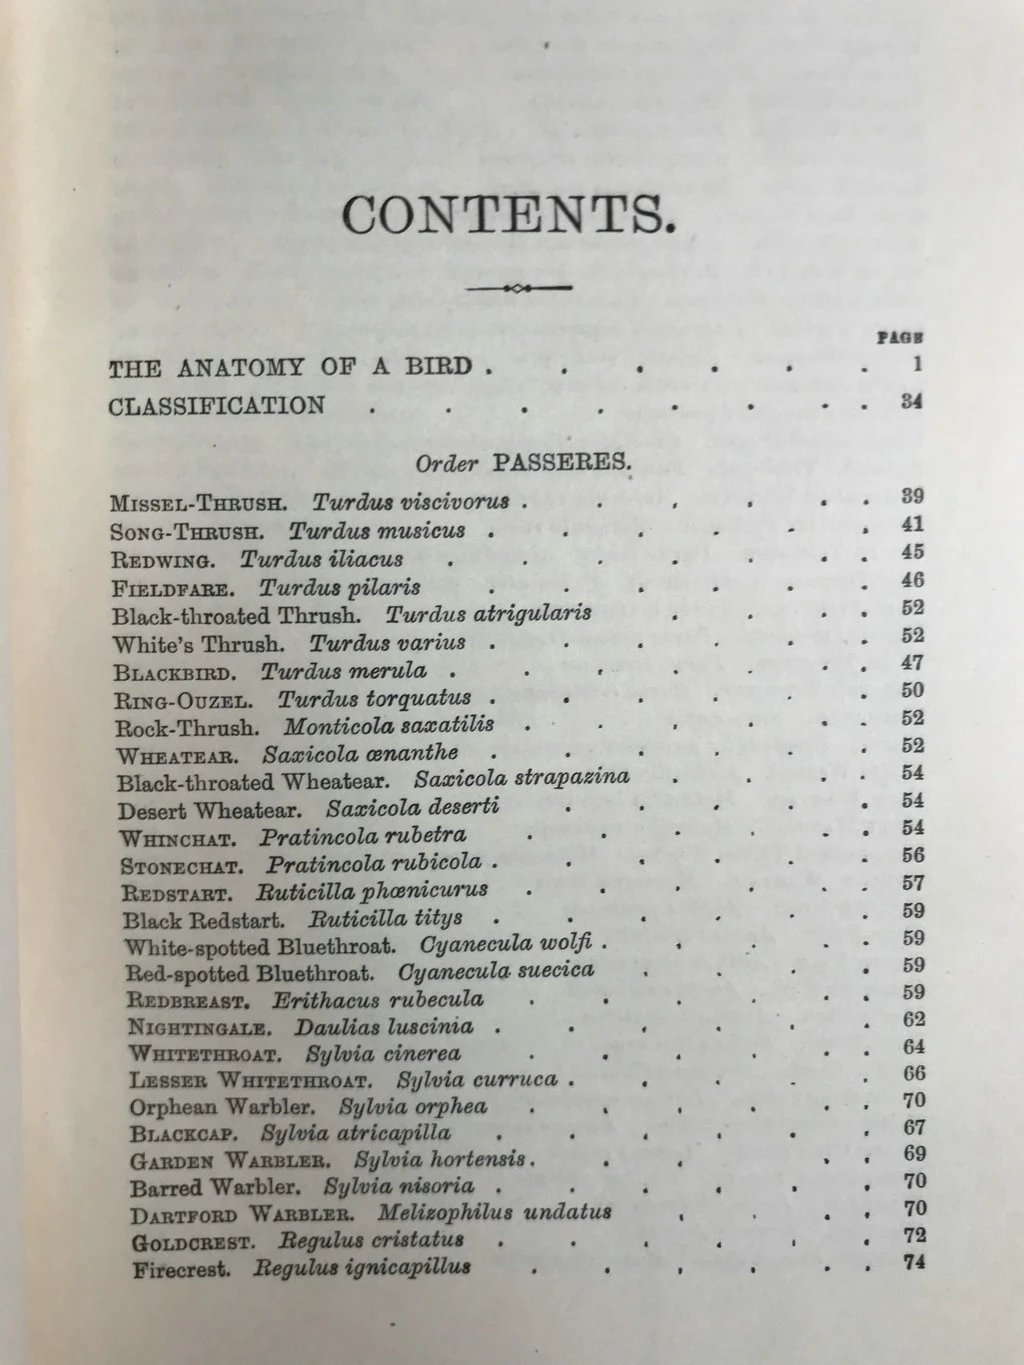 CONTENTS.
PAGE
THE ANATOMY OF A BIRD . . . . . . 1
CLASSIFICATION . . . . . . . . 34
Order PASSERES.
MISSEL-THRUSH. Turdus viscivorus . . . . . . 39
SONG-THRUSH. Turdus musicus . . . . . . 41
REDWING. Turdus iliacus . . . . . . 45
FIELDFARE. Turdus pilaris . . . . . . 46
Black-throated Thrush. Turdus atrigularis . . . . 52
White's Thrush. Turdus varius . . . . . . 52
BLACKBIRD. Turdus merula . . . . . . . 47
RING-OUZEL. Turdus torquatus . . . . . . 50
Rock-Thrush. Monticola saxatilis . . . . . . 52
WHEATEAR. Saxicola œnanthe . . . . . . 52
Black-throated Wheatear. Saxicola strapazina . . . . 54
Desert Wheatear. Saxicola deserti . . . . . 54
WHINCHAT. Pratincola rubetra . . . . . . 54
STONECHAT. Pratincola rubicola . . . . . . 56
REDSTART. Ruticilla phœnicurus . . . . . . 57
Black Redstart. Ruticilla titys . . . . . . 59
White-spotted Bluethroat. Cyanecula wolfi . . . . . 59
Red-spotted Bluethroat. Cyanecula suecica . . . . 59
REDBREAST. Erithacus rubecula . . . . . . 59
NIGHTINGALE. Daulias luscinia . . . . . . 62
WHITETHROAT. Sylvia cinerea . . . . . . 64
LESSER WHITETHROAT. Sylvia curruca . . . . . 66
Orphean Warbler. Sylvia orphea . . . . . . 70
BLACKCAP. Sylvia atricapilla . . . . . . 67
GARDEN WARBLER. Sylvia hortensis . . . . . 69
Barred Warbler. Sylvia nisoria . . . . . . 70
DARTFORD WARBLER. Melizophilus undatus . . . . 70
GOLDCREST. Regulus cristatus . . . . . . 72
Firecrest. Regulus ignicapillus . . . . . . 74